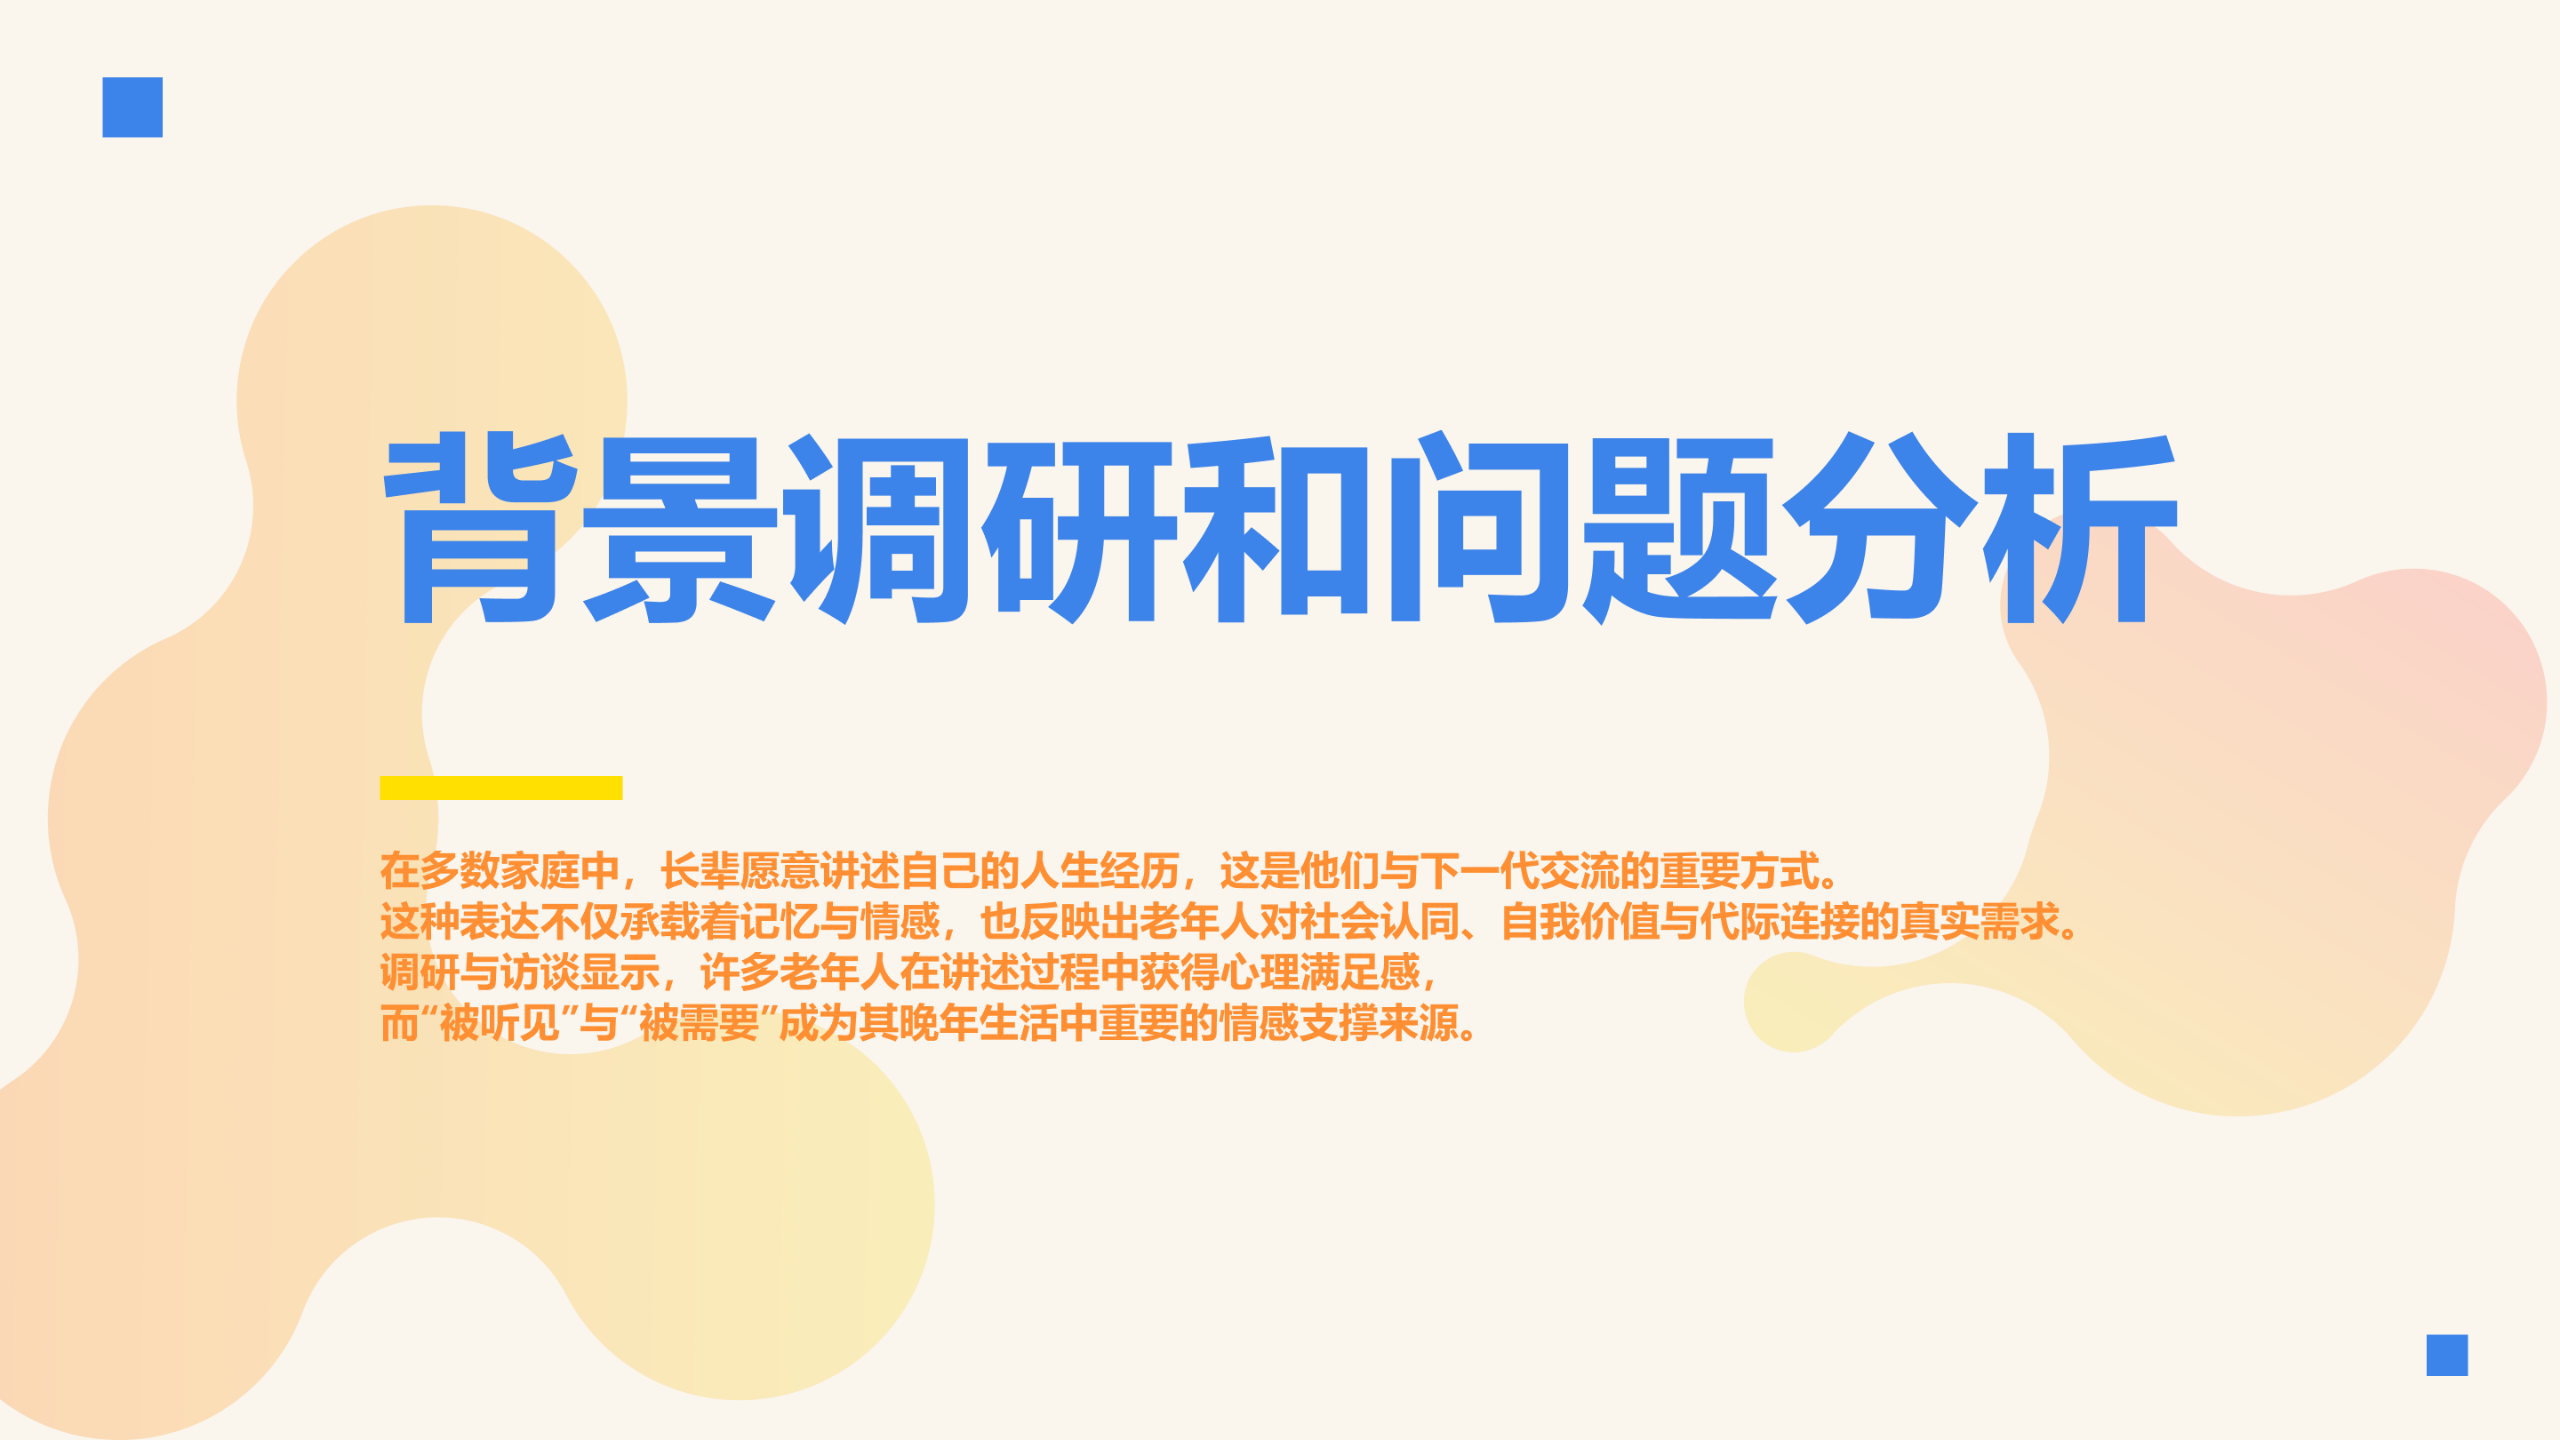 背景调研和问题分析
在多数家庭中，长辈愿意讲述自己的人生经历，这是他们与下一代交流的重要方式。
这种表达不仅承载着记忆与情感，也反映出老年人对社会认同、自我价值与代际连接的真实需求。
调研与访谈显示，许多老年人在讲述过程中获得心理满足感，
而“被听见”与“被需要”成为其晚年生活中重要的情感支撑来源。